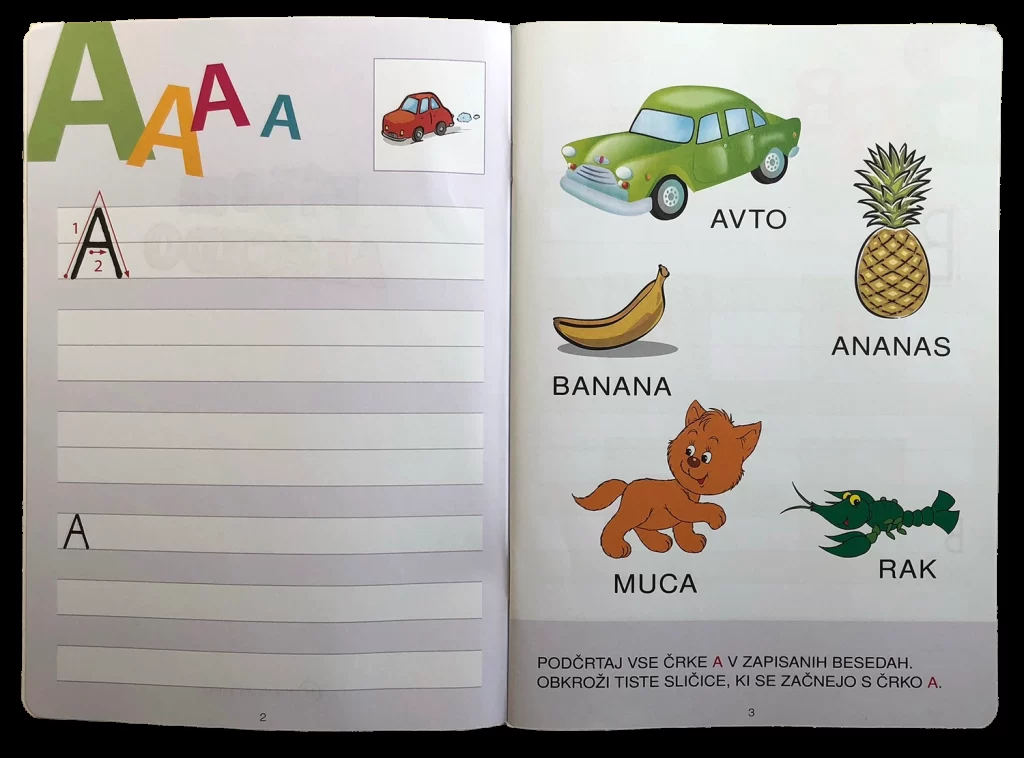 A A A A
1
A
2
A
2
AVTO
ANANAS
BANANA
MUCA
RAK
PODČRTAJ VSE ČRKE A V ZAPISANIH BESEDAH.
OBKROŽI TISTE SLIČICE, KI SE ZAČNEJO S ČRKO A.
3